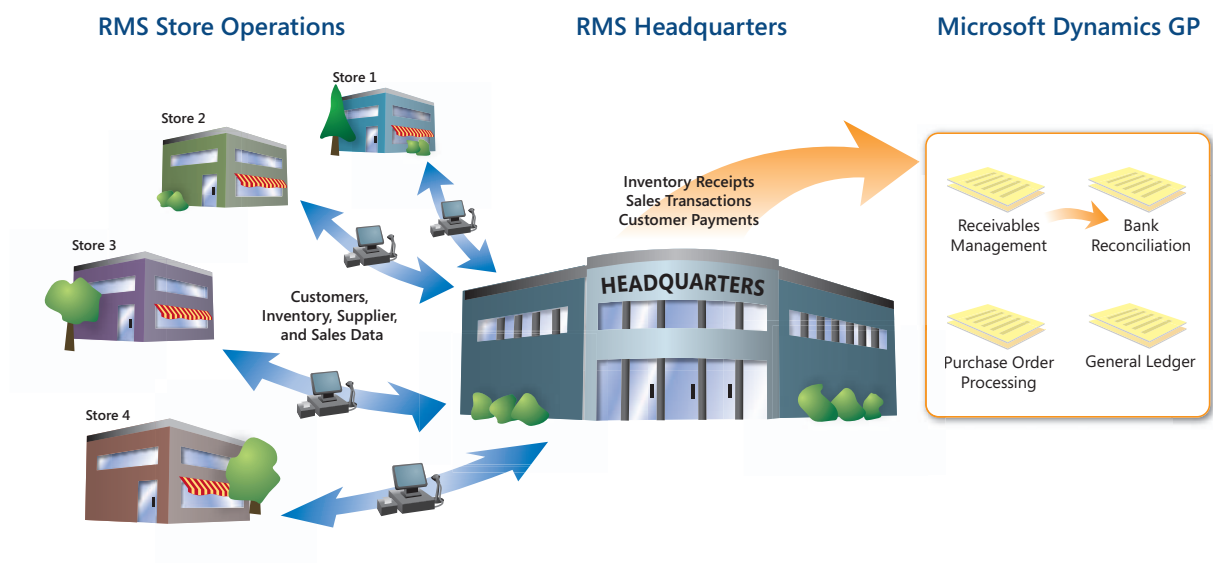 RMS Store Operations
RMS Headquarters
Microsoft Dynamics GP
Store 1
Store 2
Store 3
Store 4
Customers,
Inventory, Supplier,
and Sales Data
Inventory Receipts
Sales Transactions
Customer Payments
HEADQUARTERS
Receivables
Management
Bank
Reconciliation
Purchase Order
Processing
General Ledger